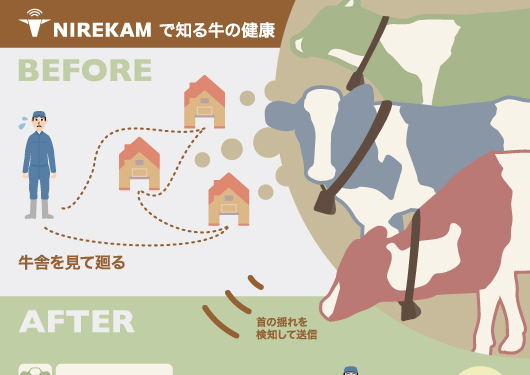 NIREKAM で知る牛の健康
BEFORE
牛舎を見て廻る
AFTER
首の揺れを
検知して送信